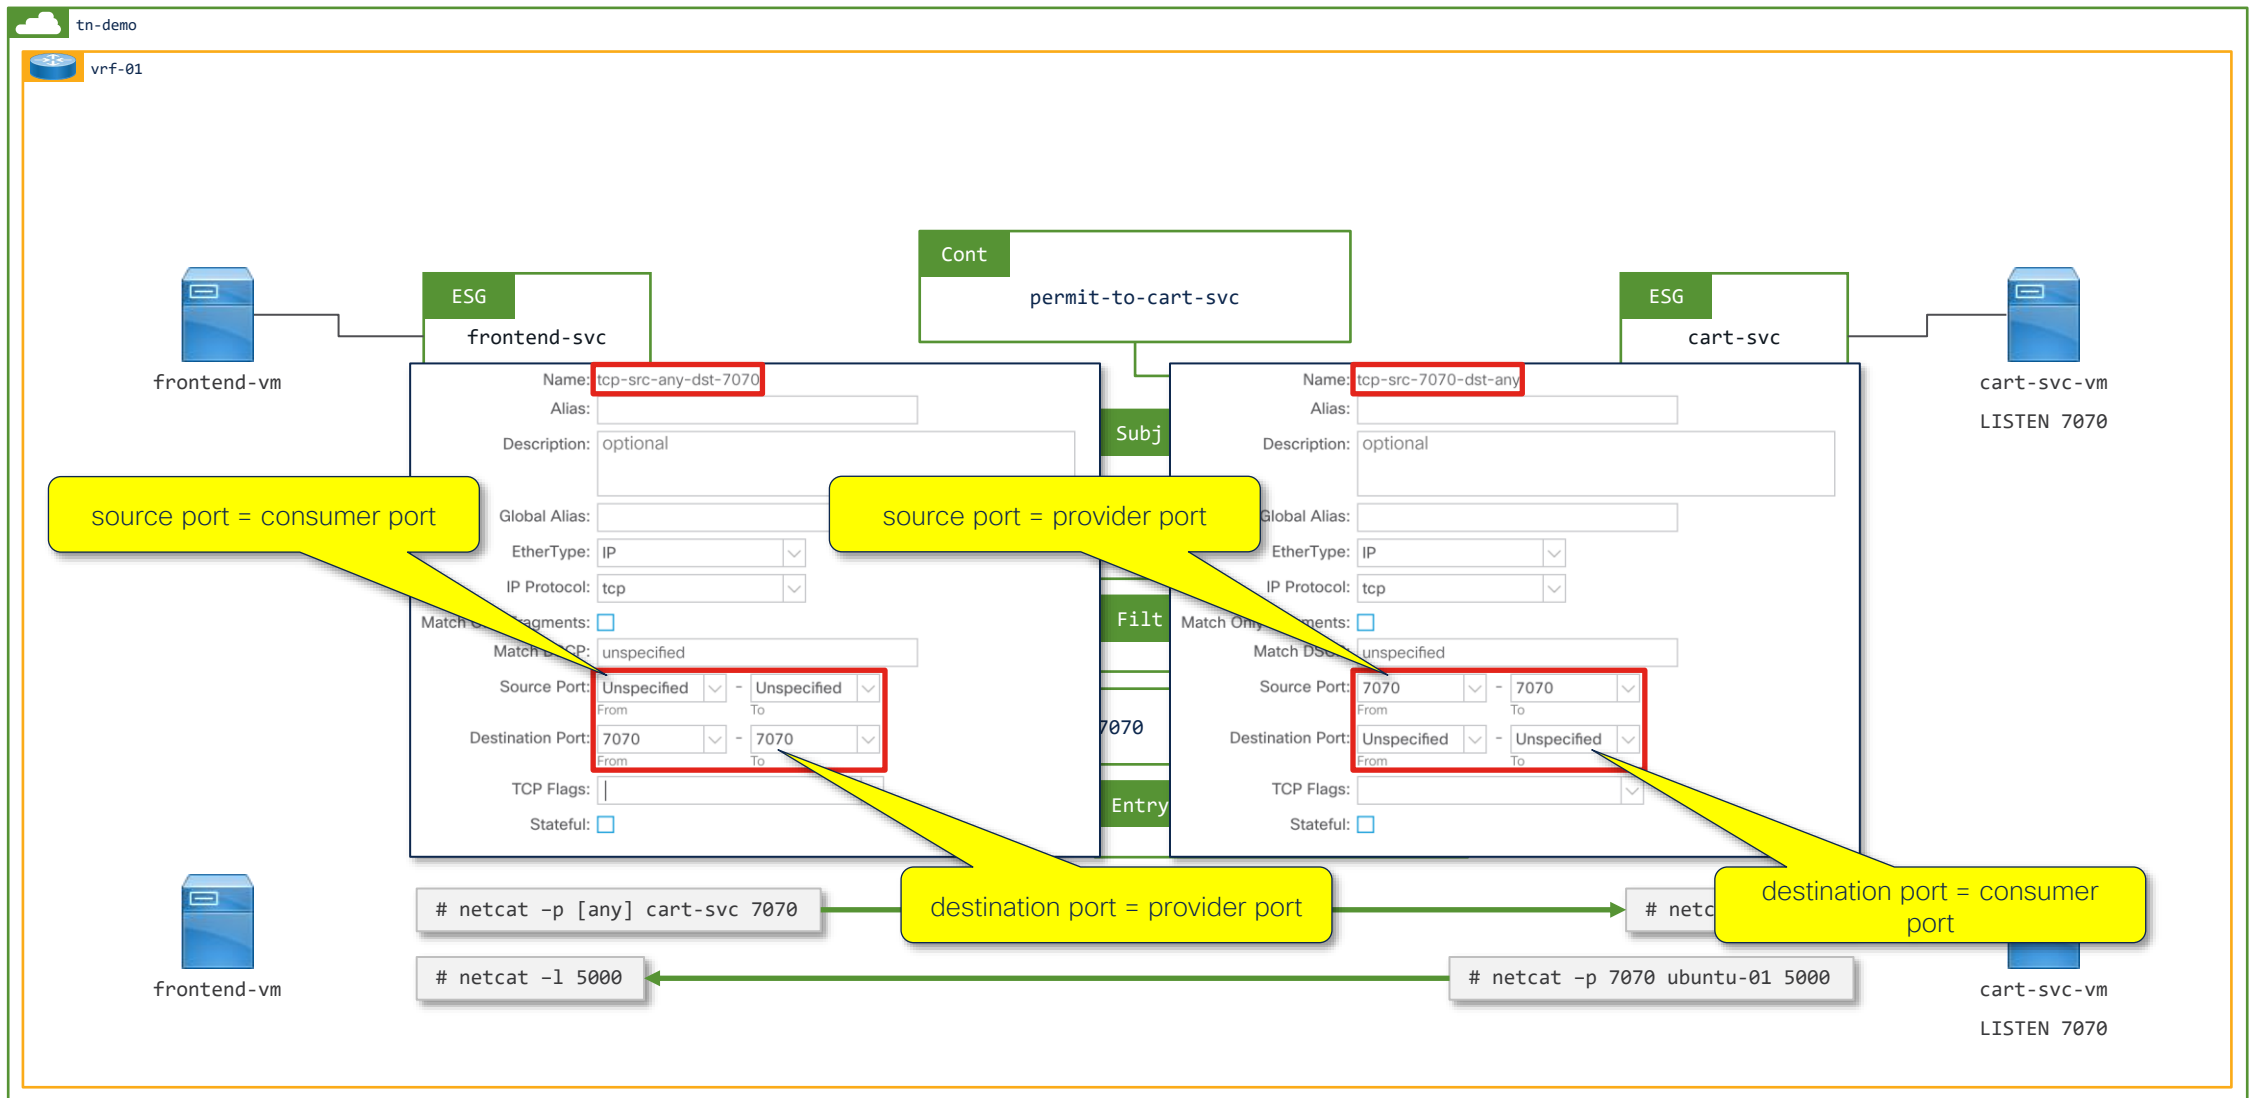 tn-demo
vrf-01
Cont
permit-to-cart-svc
ESG
frontend-svc
ESG
cart-svc
frontend-vm
cart-svc-vm
LISTEN 7070
Name: tcp-src-any-dst-7070
Alias:
Description: optional
Global Alias:
EtherType: IP
IP Protocol: tcp
Match
agments:
Match
unspecified
Source Port: Unspecified - Unspecified
From To
Destination Port: 7070 - 7070
From To
TCP Flags:
Stateful:
Subj
Filt
7070
Entry
Name: tcp-src-7070-dst-any
Alias:
Description: optional
Global Alias:
EtherType: IP
IP Protocol: tcp
Match Only
ments:
Match
unspecified
Source Port: 7070 - 7070
From To
Destination Port: Unspecified - Unspecified
From To
TCP Flags:
Stateful:
source port = consumer port
source port = provider port
destination port = provider port
destination port = consumer
port
# netcat –p [any] cart-svc 7070
# netc
# netcat –l 5000
# netcat –p 7070 ubuntu-01 5000
frontend-vm
cart-svc-vm
LISTEN 7070